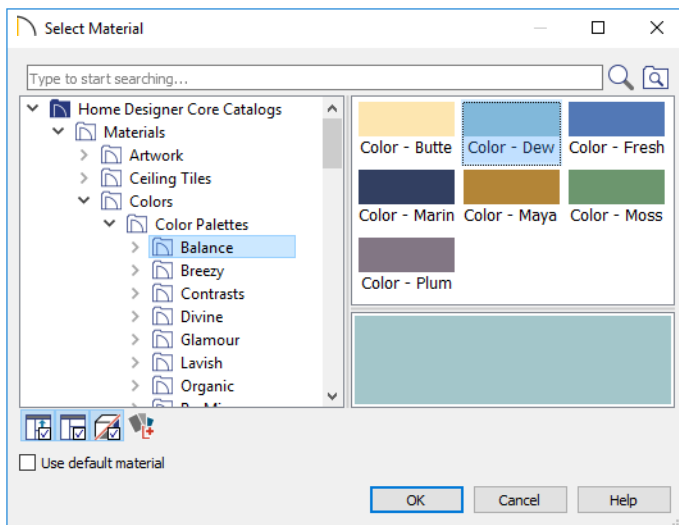 Select Material
Type to start searching...
Home Designer Core Catalogs
Materials
Artwork
Ceiling Tiles
Colors
Color Palettes
Balance
Breezy
Contrasts
Divine
Glamour
Lavish
Organic
Color - Butte Color - Dew Color - Fresh
Color - Marin Color - Maya Color - Moss
Color - Plum
Use default material
OK Cancel Help